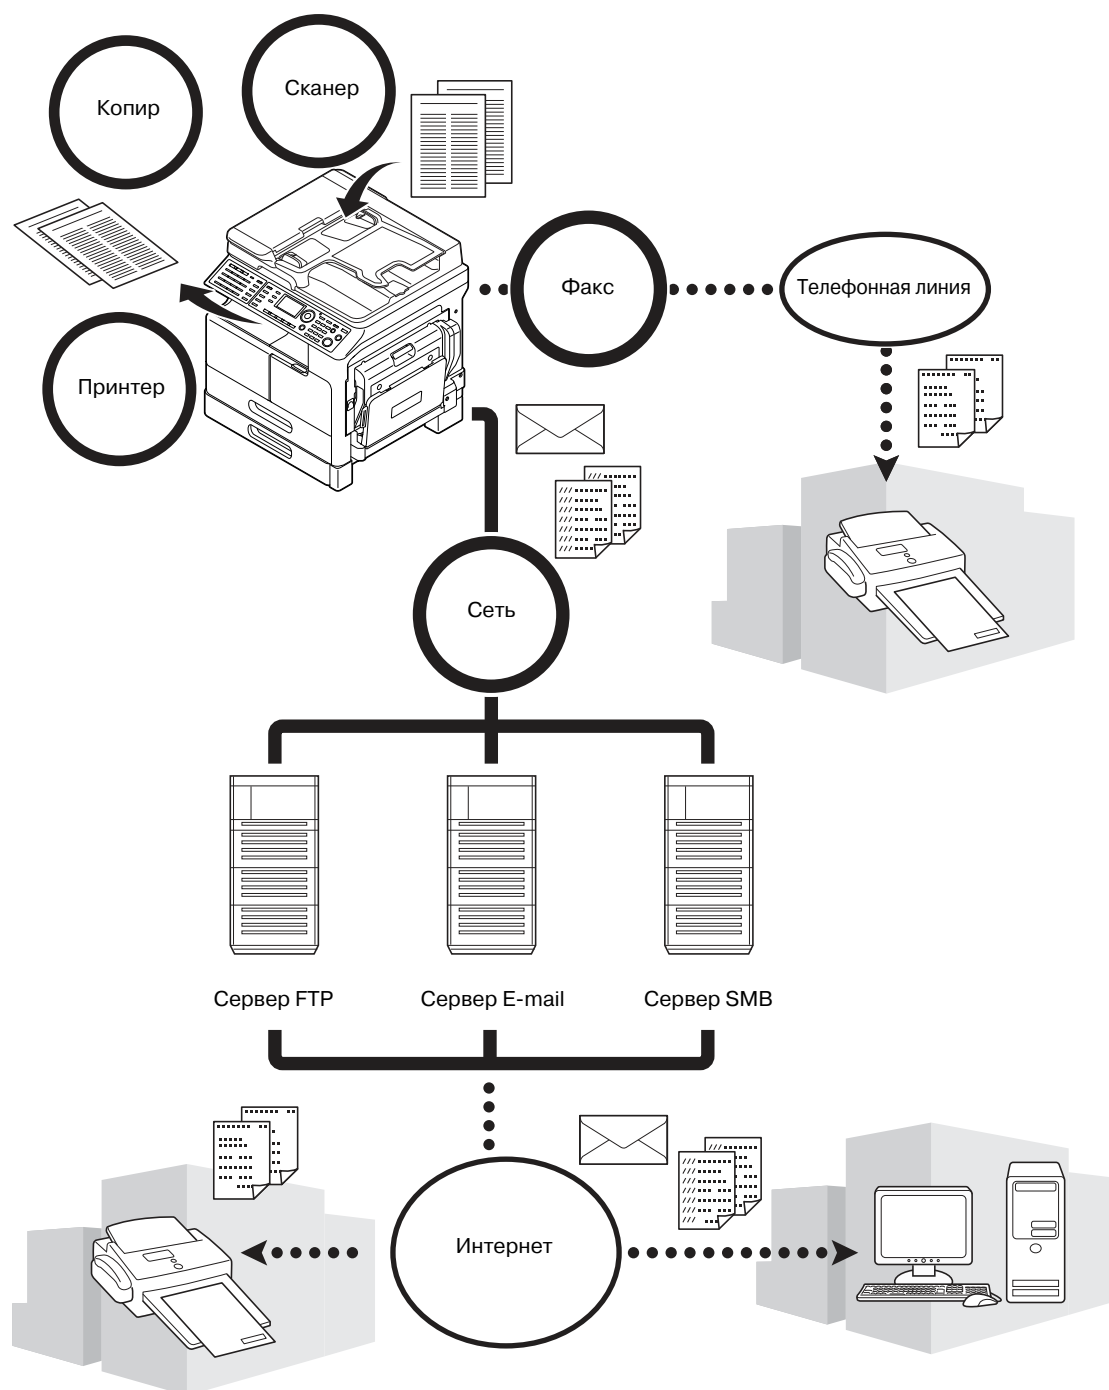 Сканер
Копир
Факс
Телефонная линия
Принтер
Сеть
Сервер FTP
Сервер E-mail
Сервер SMB
Интернет